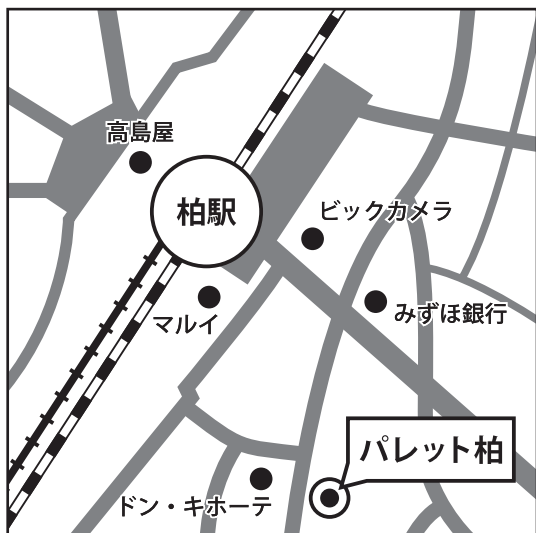 高島屋
柏駅
ビックカメラ
マルイ
みずほ銀行
パレット柏
ドン・キホーテ